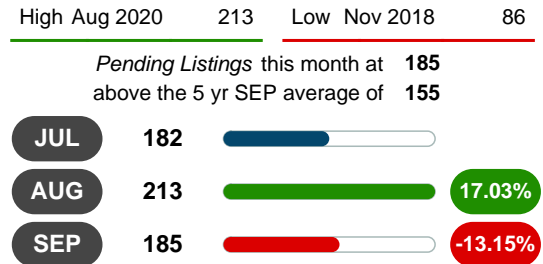 High Aug 2020 213 Low Nov 2018 86
Pending Listings this month at 185
above the 5 yr SEP average of 155
JUL 182
AUG 213 17.03%
SEP 185 -13.15%